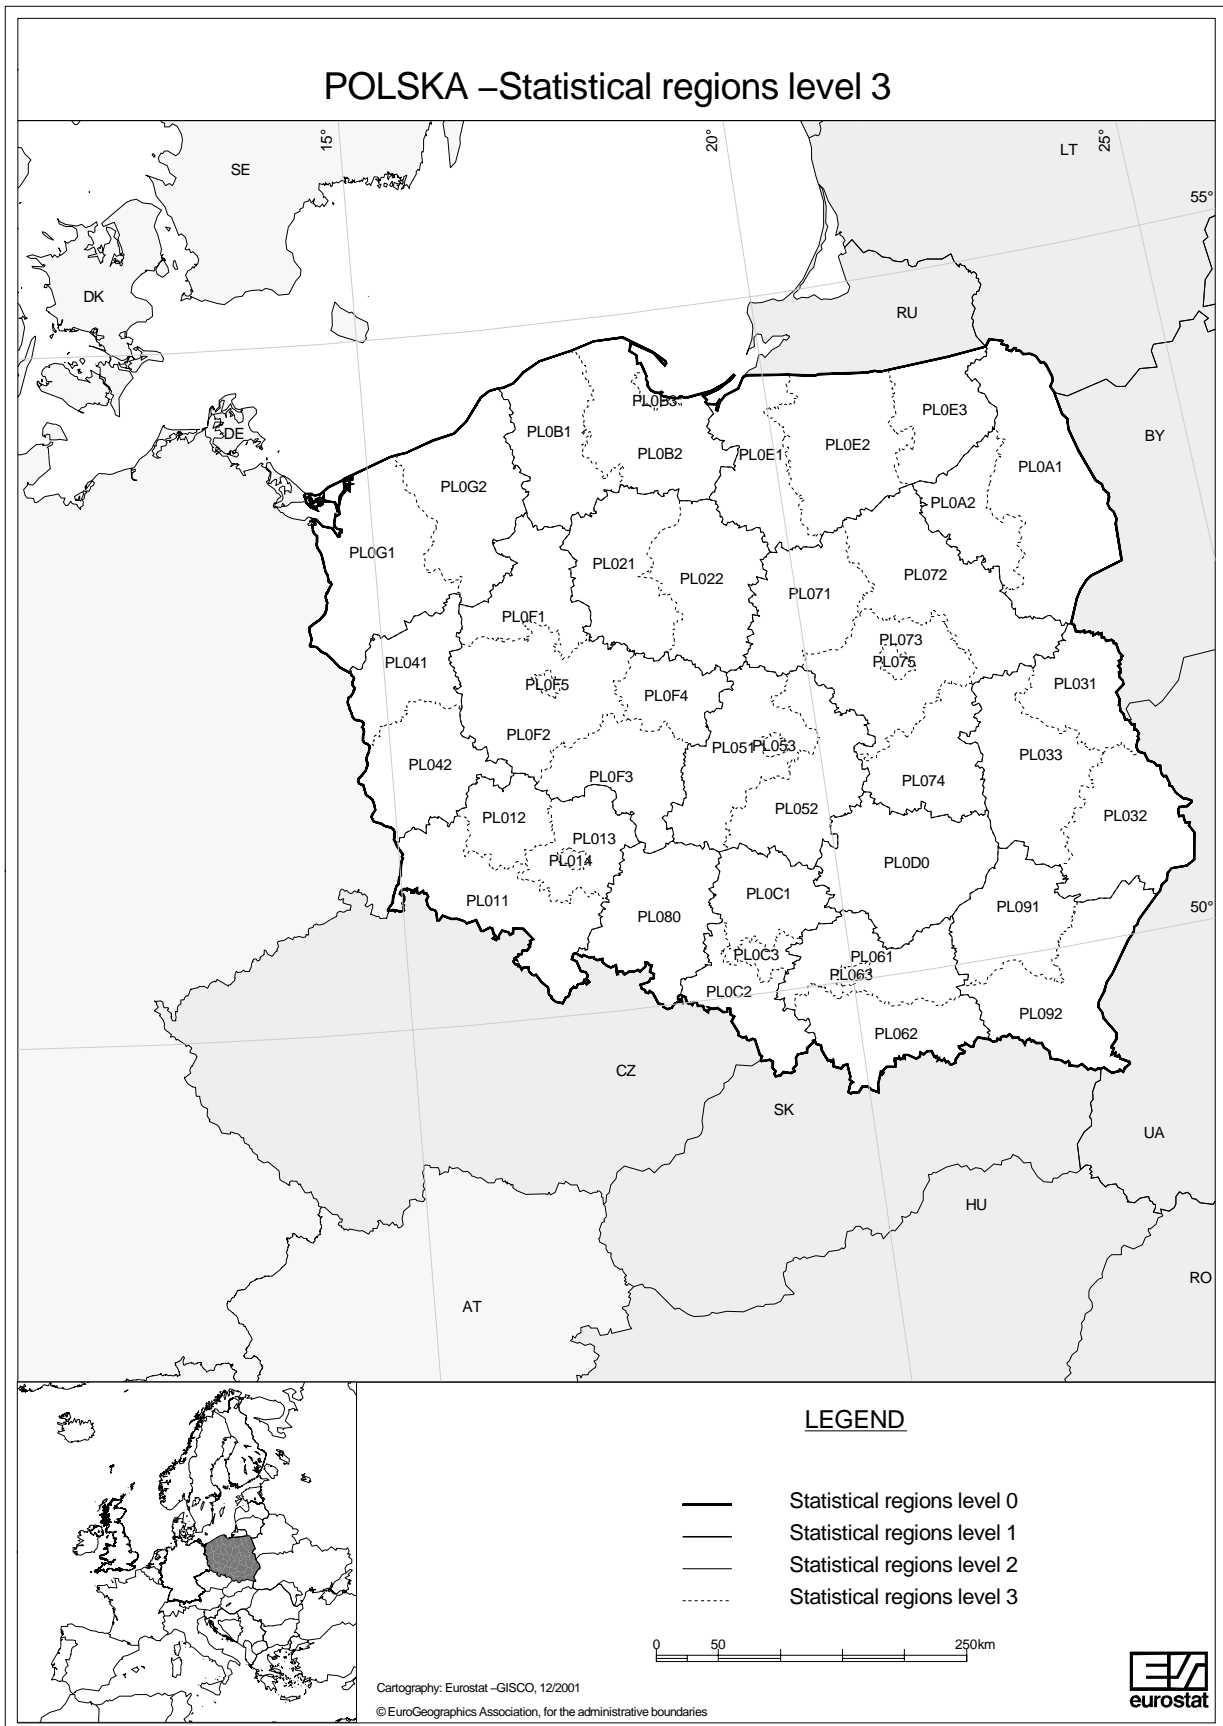 POLSKA –Statistical regions level 3
15°
20°
25°
LT
SE
55°
DK
RU
PL0B3
PL0E3
DE
PL0B1
PL0B2
PL0E1
PL0E2
BY
PL0A1
PL0G2
PL0A2
PL0G1
PL021
PL022
PL072
PL071
PL0F1
PL073
PL041
PL075
PL0F5
PL0F4
PL031
PL0F2
PL051
PL053
PL033
PL042
PL0F3
PL074
PL012
PL052
PL032
PL013
PL014
PL0D0
PL011
PL0C1
PL091
50°
PL080
PL0C3
PL061
PL063
PL0C2
PL092
PL062
CZ
SK
UA
HU
RO
AT
LEGEND
Statistical regions level 0
Statistical regions level 1
Statistical regions level 2
Statistical regions level 3
0 50 250km
Cartography: Eurostat –GISCO, 12/2001
© EuroGeographics Association, for the administrative boundaries
eurostat